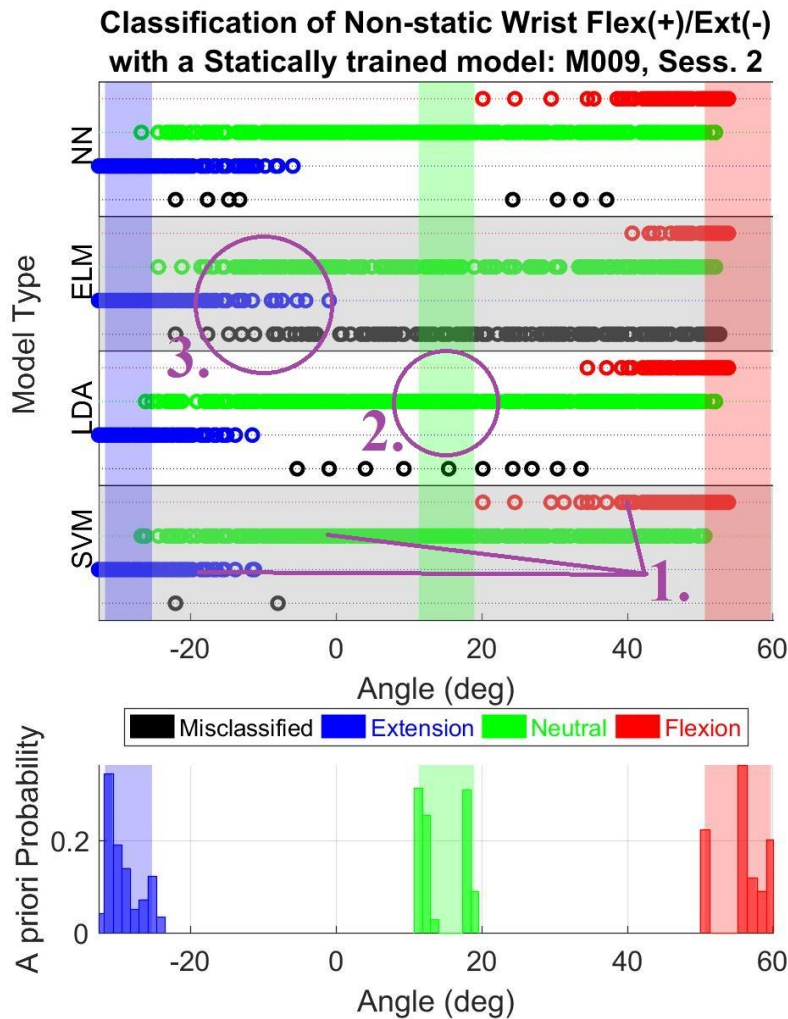 Classification of Non-static Wrist Flex(+)/Ext(-)
with a Statically trained model: M009, Sess. 2
Model Type
NN
ELM
LDA
SVM
3.
2.
1.
-20 0 20 40 60
Angle (deg)
Misclassified Extension Neutral Flexion
A priori Probability
0.2
0
-20 0 20 40 60
Angle (deg)